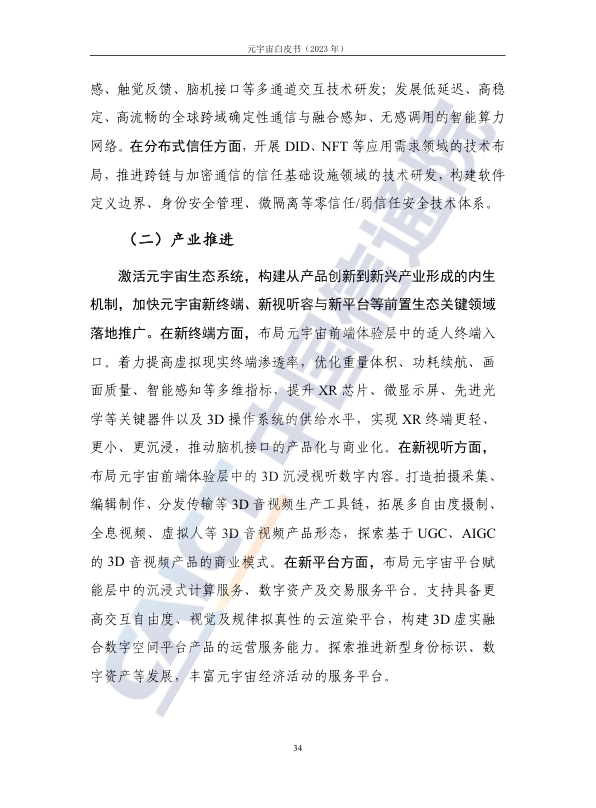 元宇宙白皮书（2023 年）
感、触觉反馈、脑机接口等多通道交互技术研发；发展低延迟、高稳
定、高流畅的全球跨域确定性通信与融合感知、无感调用的智能算力
网络。在分布式信任方面，开展 DID、NFT 等应用需求领域的技术布
局，推进跨链与加密通信的信任基础设施领域的技术研发，构建软件
定义边界、身份安全管理、微隔离等零信任/弱信任安全技术体系。
（二）产业推进
激活元宇宙生态系统，构建从产品创新到新兴产业形成的内生
机制，加快元宇宙新终端、新视听容与新平台等前置生态关键领域
落地推广。在新终端方面，布局元宇宙前端体验层中的适人终端入
口。着力提高虚拟现实终端渗透率，优化重量体积、功耗续航、画
面质量、智能感知等多维指标，提升 XR 芯片、微显示屏、先进光
学等关键器件以及 3D 操作系统的供给水平，实现 XR 终端更轻、
更小、更沉浸，推动脑机接口的产品化与商业化。在新视听方面，
布局元宇宙前端体验层中的 3D 沉浸视听数字内容。打造拍摄采集、
编辑制作、分发传输等 3D 音视频生产工具链，拓展多自由度摄制、
全息视频、虚拟人等 3D 音视频产品形态，探索基于 UGC、AIGC
的 3D 音视频产品的商业模式。在新平台方面，布局元宇宙平台赋
能层中的沉浸式计算服务、数字资产及交易服务平台。支持具备更
高交互自由度、视觉及规律拟真性的云渲染平台，构建 3D 虚实融
合数字空间平台产品的运营服务能力。探索推进新型身份标识、数
字资产等发展，丰富元宇宙经济活动的服务平台。
CAICT 中国信通院
34